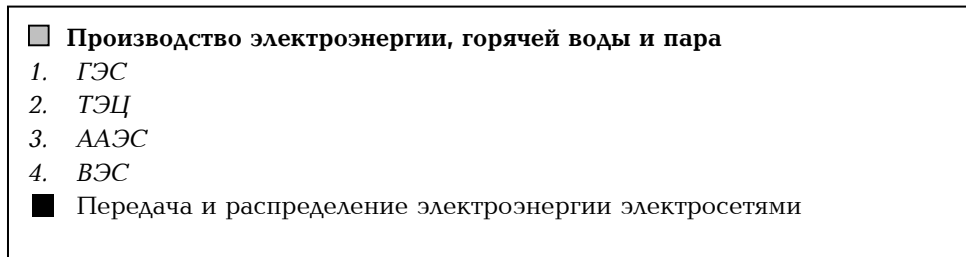 Производство электроэнергии, горячей воды и пара
1. ГЭС
2. ТЭЦ
3. ААЭС
4. ВЭС
Передача и распределение электроэнергии электросетями